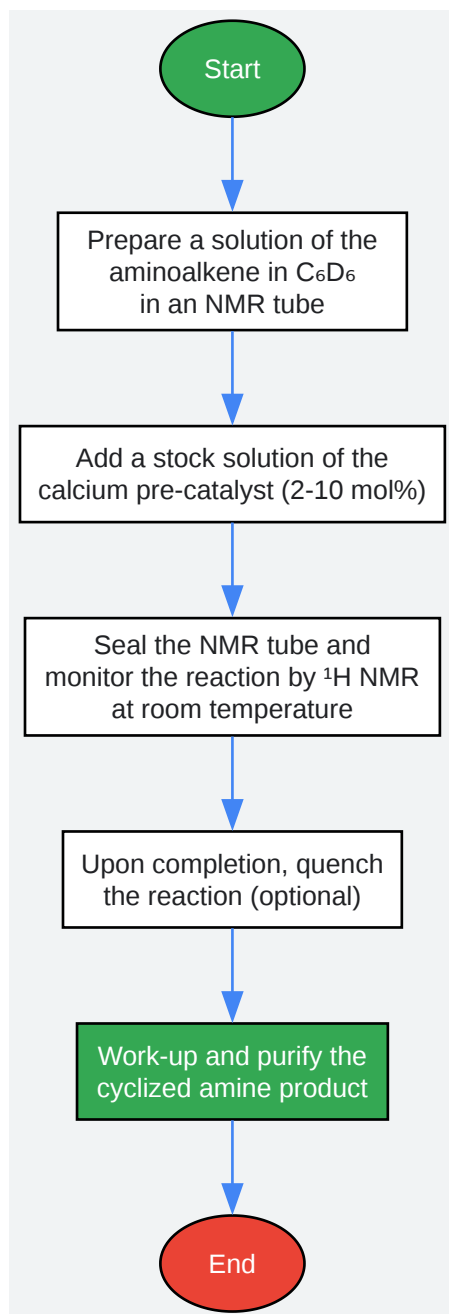 Start
Prepare a solution of the
aminoalkene in C₆D₆
in an NMR tube
Add a stock solution of the
calcium pre-catalyst (2-10 mol%)
Seal the NMR tube and
monitor the reaction by ¹H NMR
at room temperature
Upon completion, quench
the reaction (optional)
Work-up and purify the
cyclized amine product
End